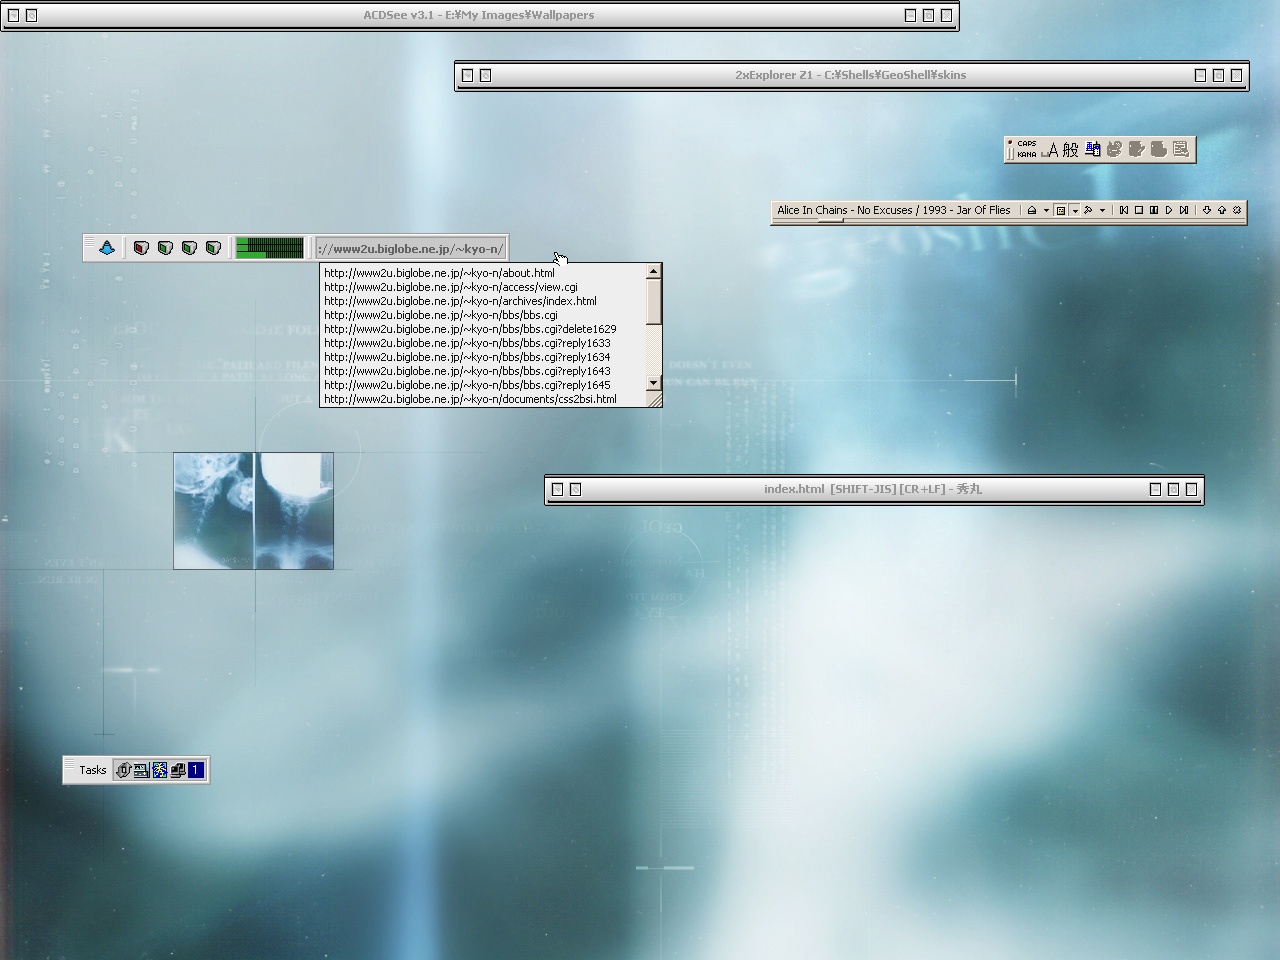 ACDSee v3.1 - E:¥My Images¥Wallpapers
2xExplorer Z1 - C:¥Shells¥GeoShell¥skins
CAPS
KANA
A 般
Alice In Chains - No Excuses / 1993 - Jar Of Flies
://www2u.biglobe.ne.jp/~kyo-n/
http://www2u.biglobe.ne.jp/~kyo-n/about.html
http://www2u.biglobe.ne.jp/~kyo-n/access/view.cgi
http://www2u.biglobe.ne.jp/~kyo-n/archives/index.html
http://www2u.biglobe.ne.jp/~kyo-n/bbs/bbs.cgi
http://www2u.biglobe.ne.jp/~kyo-n/bbs/bbs.cgi?delete1629
http://www2u.biglobe.ne.jp/~kyo-n/bbs/bbs.cgi?reply1633
http://www2u.biglobe.ne.jp/~kyo-n/bbs/bbs.cgi?reply1634
http://www2u.biglobe.ne.jp/~kyo-n/bbs/bbs.cgi?reply1643
http://www2u.biglobe.ne.jp/~kyo-n/bbs/bbs.cgi?reply1645
http://www2u.biglobe.ne.jp/~kyo-n/documents/css2bsi.html
index.html [SHIFT-JIS][CR+LF] - 秀丸
Tasks
1